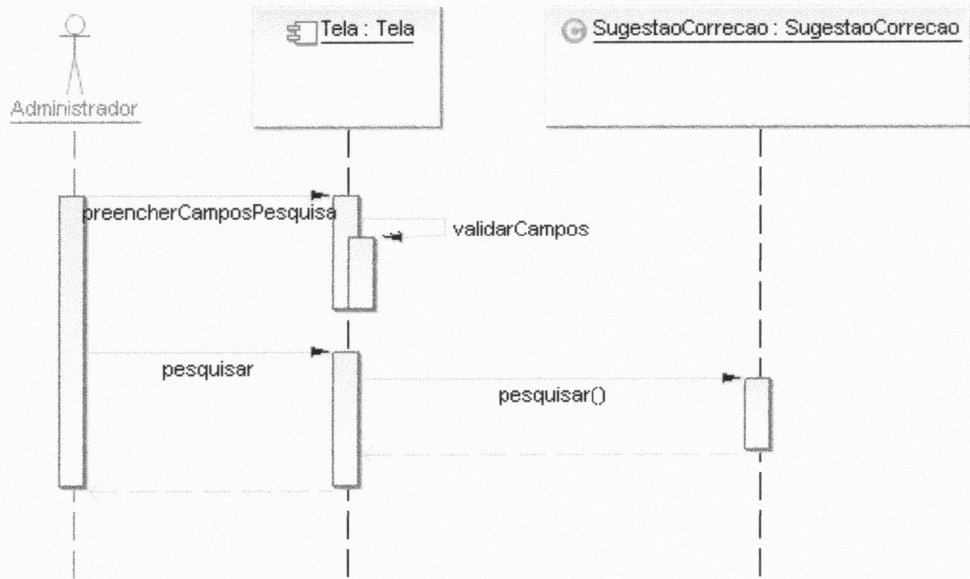 Tela : Tela
SugestaoCorrecao : SugestaoCorrecao
Administrador
preencherCamposPesquisa
validarCampos
pesquisar
pesquisar()